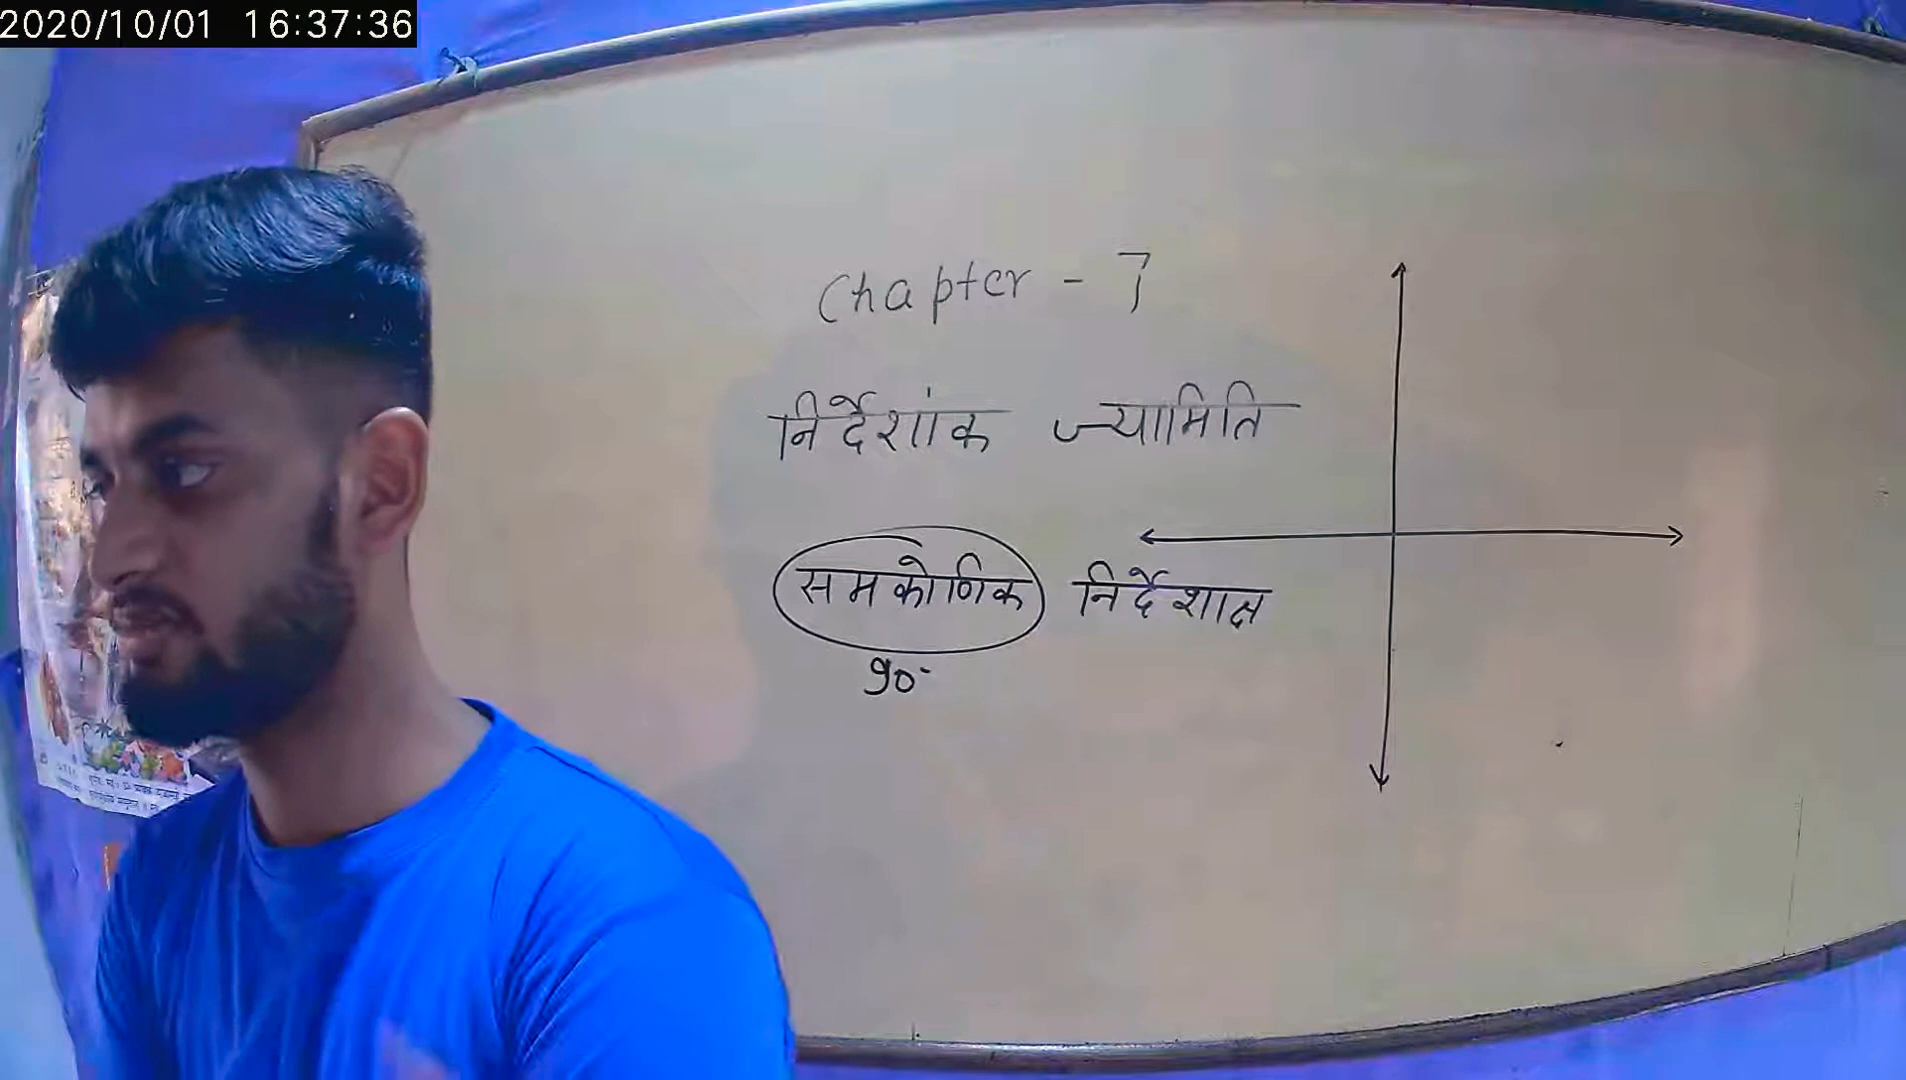 2020/10/01 16:37:36
Chapter - 7
निर्देशांक ज्यामिति
समकोणिक निर्देशाक्ष
90°